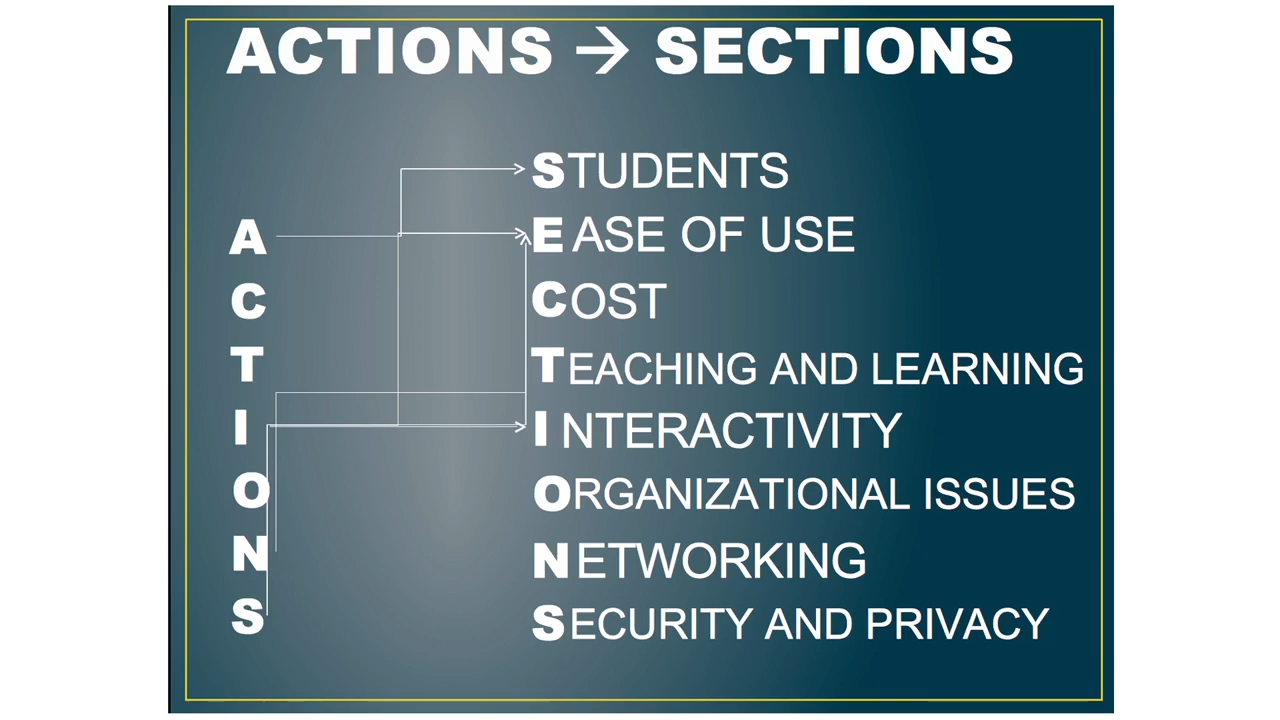 ACTIONS → SECTIONS
STUDENTS
A
EASE OF USE
C
COST
T
TEACHING AND LEARNING
I
INTERACTIVITY
O
ORGANIZATIONAL ISSUES
N
NETWORKING
S
SECURITY AND PRIVACY